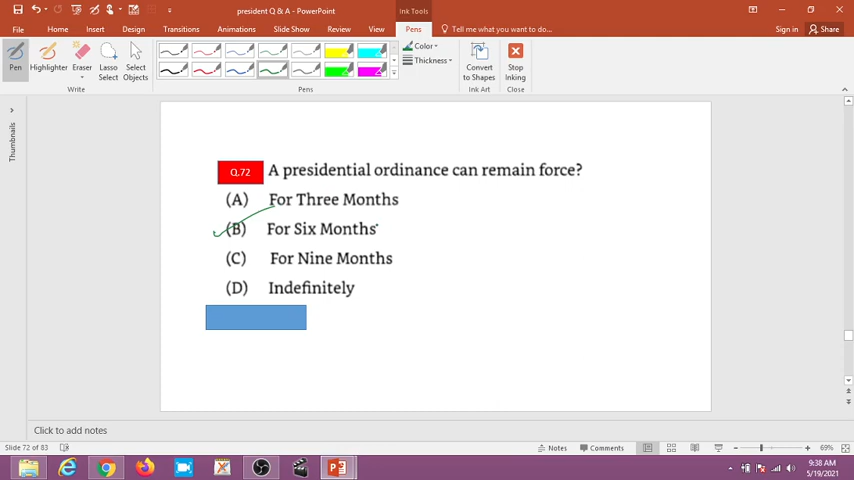 president Q & A - PowerPoint
Ink Tools
Sign in
Share
File
Home
Insert
Design
Transitions
Animations
Slide Show
Review
View
Pens
Tell me what you want to do...
Pen
Highlighter
Eraser
Lasso
Select
Select
Objects
Color
Thickness
Convert
to Shapes
Stop
Inking
Write
Pens
Ink Art
Close
Thumbnails
Q.72 A presidential ordinance can remain force?
(A) For Three Months
(B) For Six Months
(C) For Nine Months
(D) Indefinitely
Click to add notes
Slide 72 of 83
Notes
Comments
69%
9:38 AM
5/19/2021